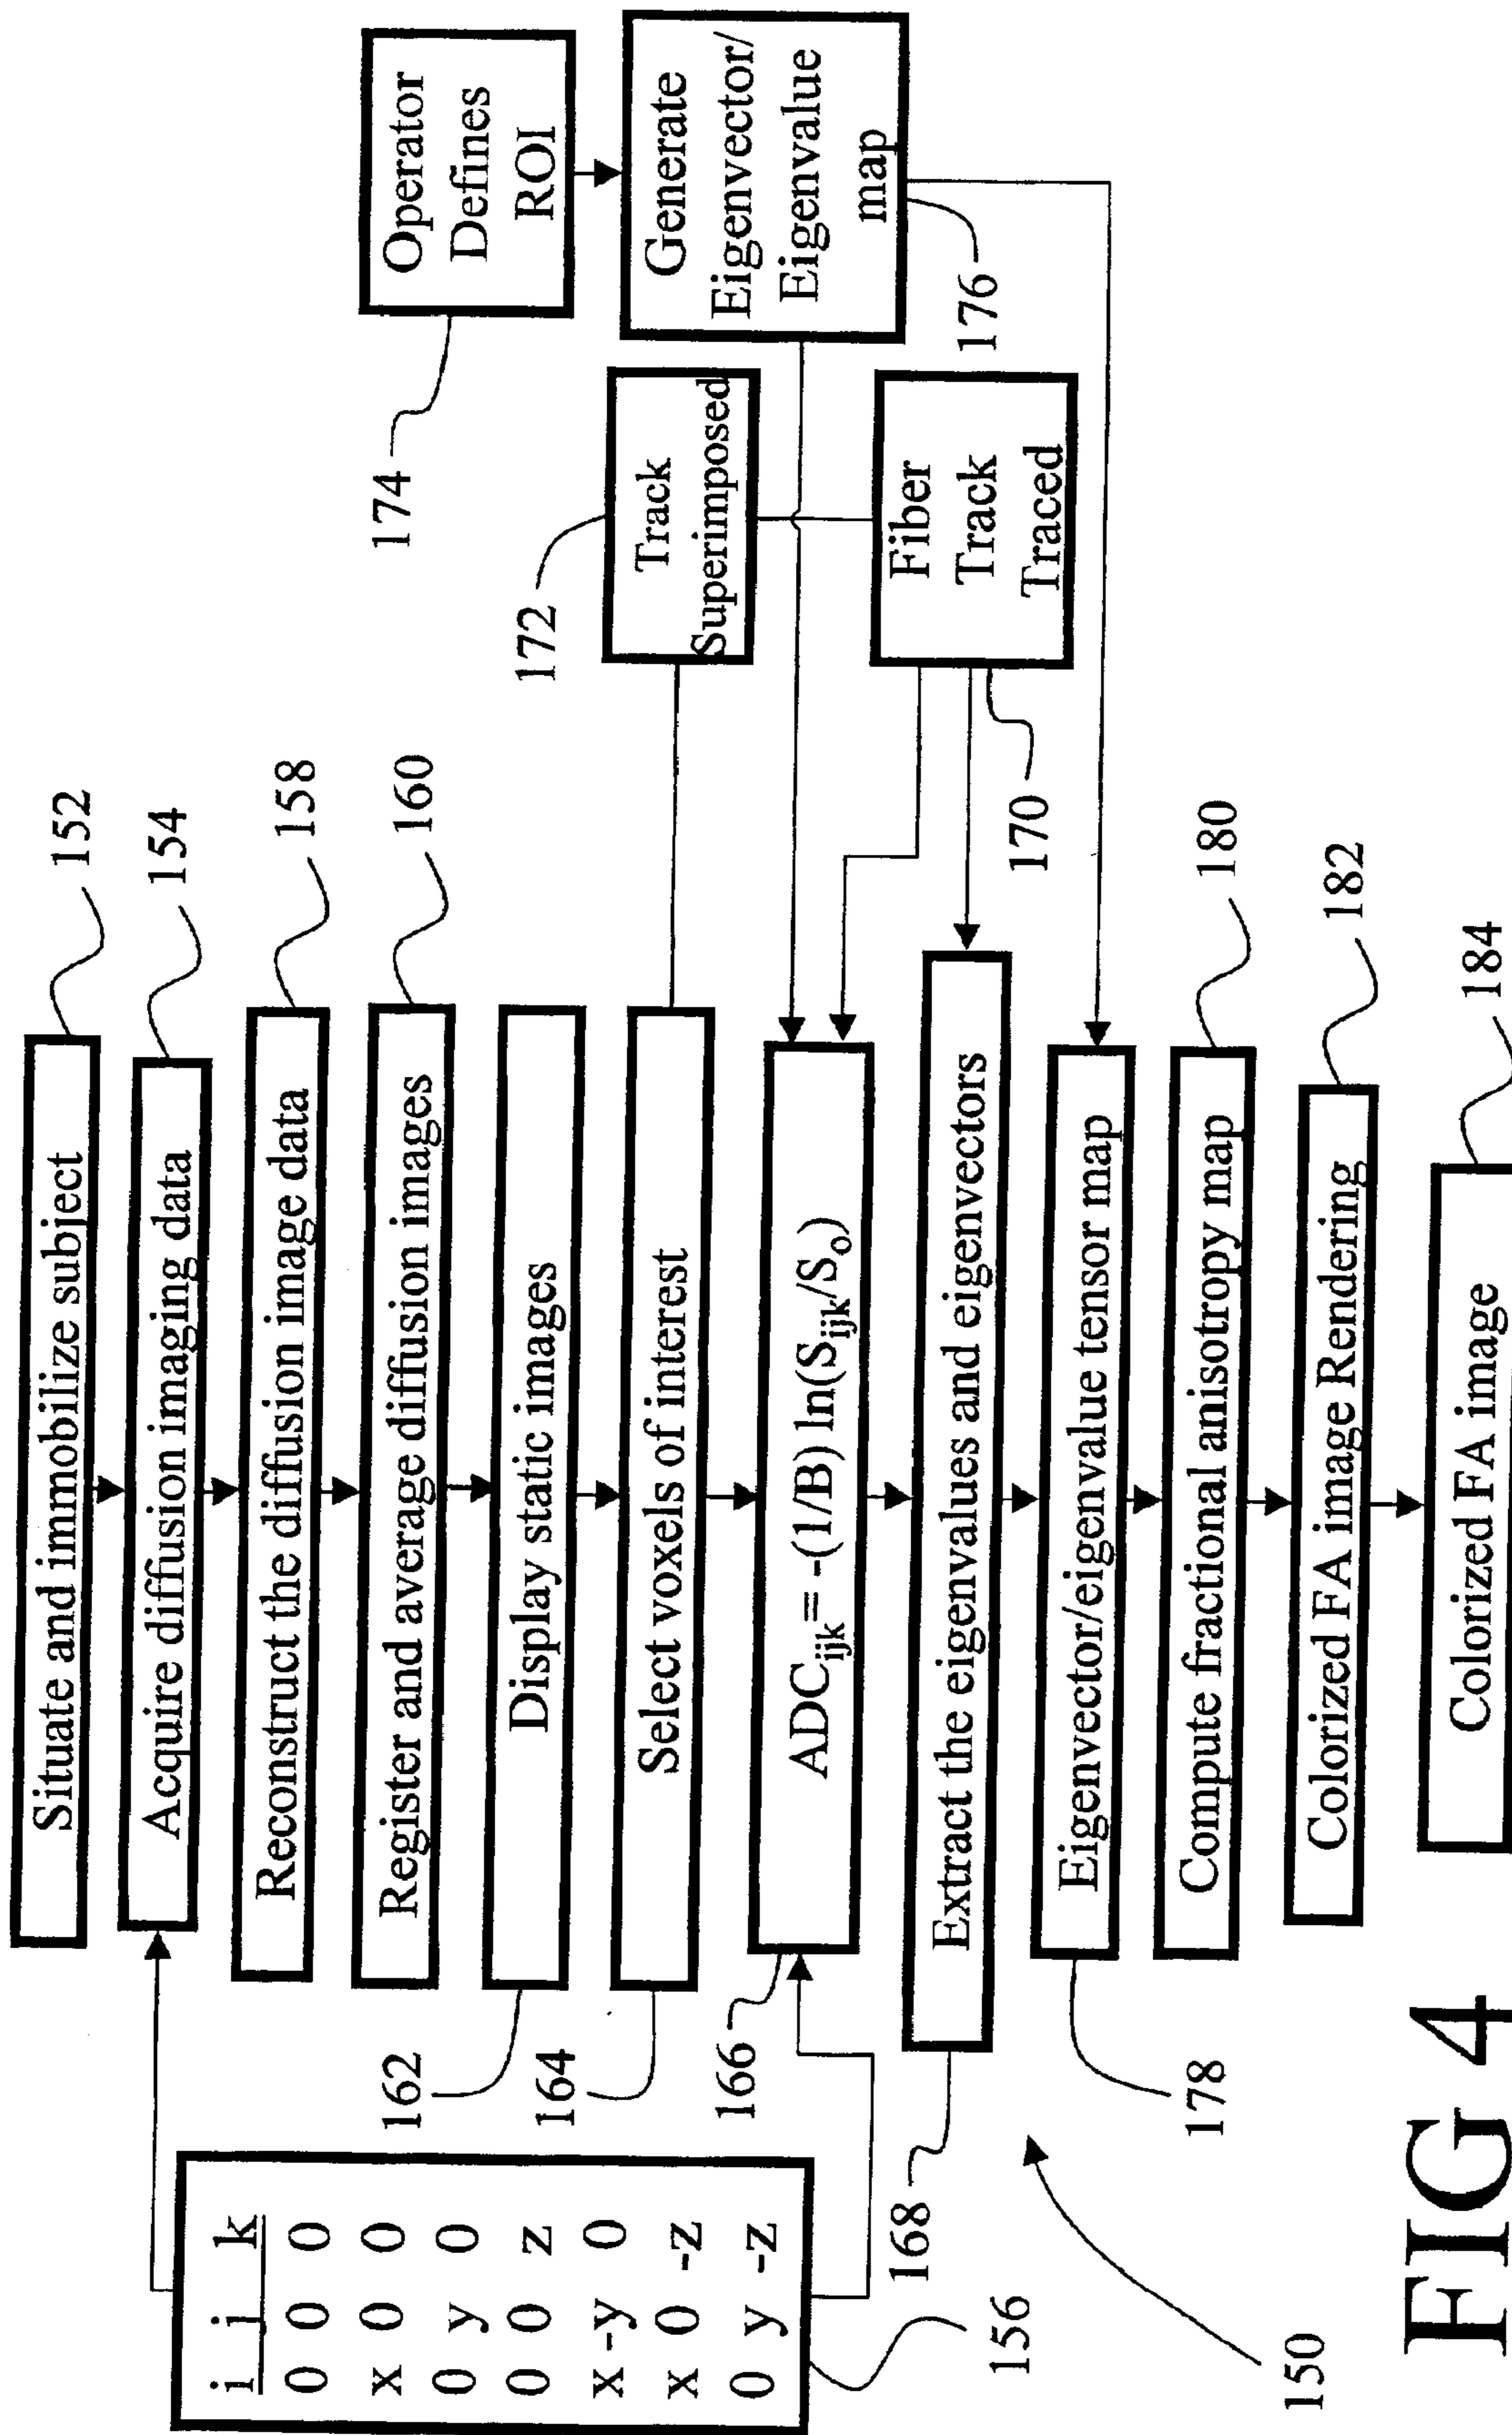 i j k
0 0 0
x 0 0
0 y 0
0 0 z
x -y 0
x 0 -z
0 y -z
156
Situate and immobilize subject
152
Acquire diffusion imaging data
154
Reconstruct the diffusion image data
158
Register and average diffusion images
160
Display static images
162
Select voxels of interest
164
ADCijk = -(1/B) ln(Sijk/So)
166
Extract the eigenvalues and eigenvectors
168
Eigenvector/eigenvalue tensor map
178
Compute fractional anisotropy map
180
Colorized FA image Rendering
182
Colorized FA image
184
Track
Superimposed
172
Fiber
Track
Traced
170
Operator
Defines
ROI
174
Generate
Eigenvector/
Eigenvalue
map
176
150
FIG 4